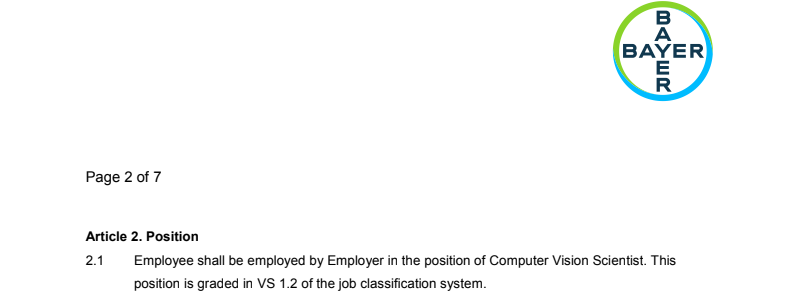 B
A
BAYER
E
R
Page 2 of 7
Article 2. Position
2.1 Employee shall be employed by Employer in the position of Computer Vision Scientist. This
position is graded in VS 1.2 of the job classification system.